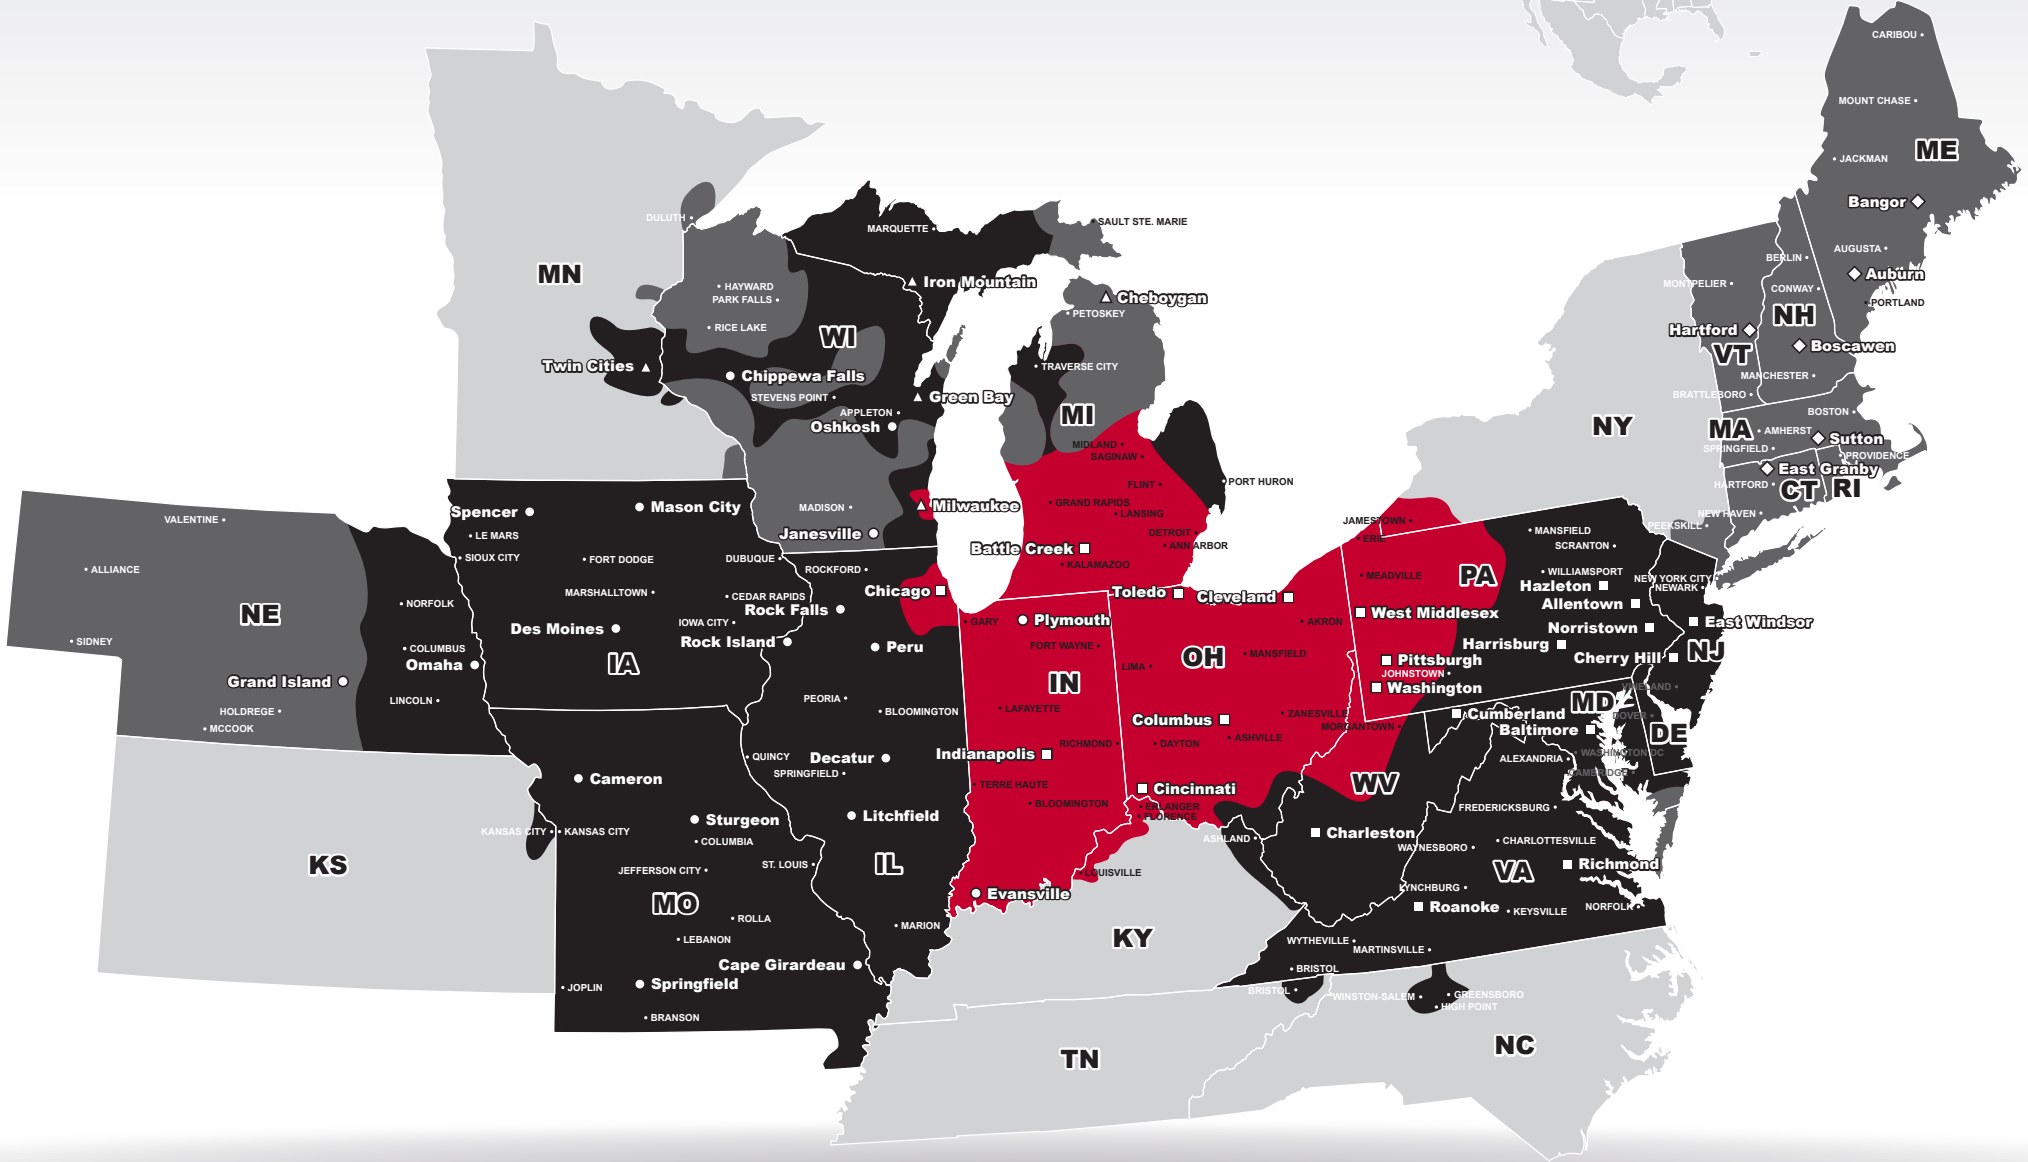 CARIBOU
MOUNT CHASE
ME
JACKMAN
Bangor
DULUTH
MARQUETTE
SAULT STE. MARIE
AUGUSTA
BERLIN
MN
Iron Mountain
Auburn
HAYWARD
MONTPELIER
CONWAY
PARK FALLS
Cheboygan
PORTLAND
PETOSKEY
NH
RICE LAKE
WI
Hartford
Boscawen
VT
Twin Cities
TRAVERSE CITY
Chippewa Falls
MANCHESTER
STEVENS POINT
Green Bay
BRATTLEBORO
APPLETON
MI
BOSTON
Oshkosh
NY
MA
AMHERST
Sutton
MIDLAND
SPRINGFIELD
SAGINAW
PROVIDENCE
East Granby
FLINT
PORT HURON
HARTFORD
CT
RI
GRAND RAPIDS
Mason City
MADISON
Milwaukee
LANSING
NEW HAVEN
Spencer
VALENTINE
JAMESTOWN
PEEKSKILL
LE MARS
Janesville
DETROIT
MANSFIELD
ERIE
Battle Creek
ANN ARBOR
SCRANTON
SIOUX CITY
FORT DODGE
DUBUQUE
KALAMAZOO
ALLIANCE
ROCKFORD
MEADVILLE
PA
WILLIAMSPORT
NEW YORK CITY
MARSHALLTOWN
CEDAR RAPIDS
Chicago
Toledo
Cleveland
Hazleton
NEWARK
NORFOLK
Rock Falls
Allentown
NE
IOWA CITY
GARY
Plymouth
AKRON
West Middlesex
East Windsor
Des Moines
Norristown
SIDNEY
Rock Island
Peru
FORT WAYNE
Harrisburg
COLUMBUS
NJ
Omaha
IA
LIMA
OH
MANSFIELD
Pittsburgh
Cherry Hill
JOHNSTOWN
Grand Island
IN
Washington
VINELAND
LINCOLN
PEORIA
MD
HOLDREGE
BLOOMINGTON
LAFAYETTE
ZANESVILLE
Cumberland
DOVER
MCCOOK
Columbus
MORGANTOWN
Baltimore
DE
ASHVILLE
QUINCY
Decatur
Indianapolis
RICHMOND
DAYTON
WASHINGTON DC
ALEXANDRIA
SPRINGFIELD
CAMBRIDGE
Cameron
TERRE HAUTE
Cincinnati
WV
BLOOMINGTON
ERLANGER
FREDERICKSBURG
Sturgeon
Litchfield
FLORENCE
KANSAS CITY
KANSAS CITY
Charleston
COLUMBIA
ASHLAND
CHARLOTTESVILLE
WAYNESBORO
KS
ST. LOUIS
IL
Richmond
JEFFERSON CITY
LOUISVILLE
VA
LYNCHBURG
Evansville
MO
Roanoke
NORFOLK
KEYSVILLE
ROLLA
MARION
LEBANON
KY
WYTHEVILLE
MARTINSVILLE
Cape Girardeau
BRISTOL
Springfield
JOPLIN
BRISTOL
WINSTON-SALEM
GREENSBORO
HIGH POINT
BRANSON
TN
NC